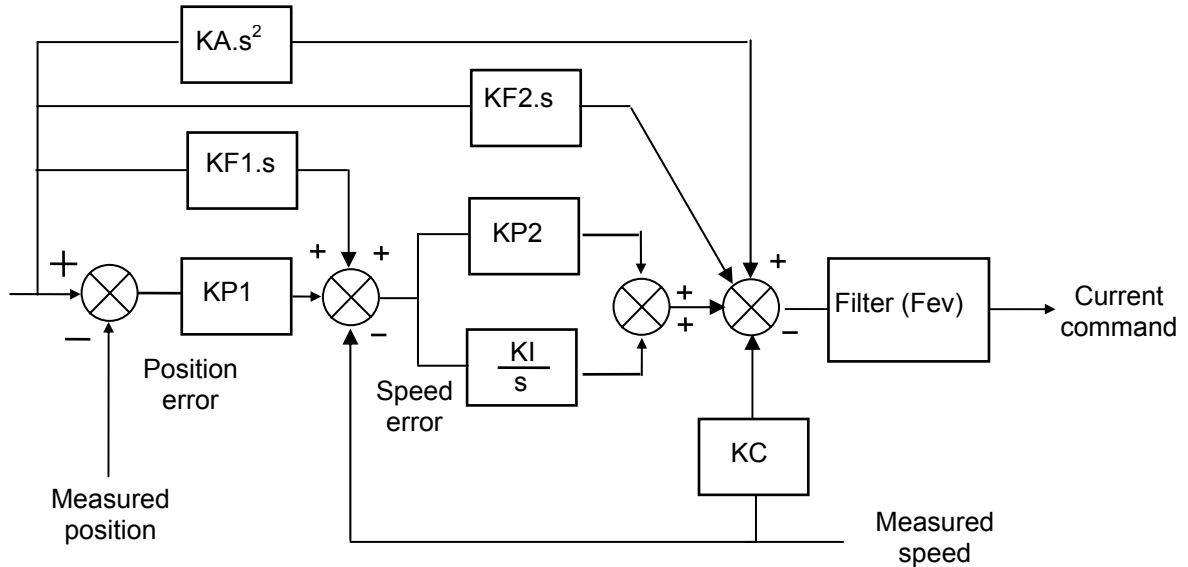 KA.s²
KF2.s
KF1.s
+
+
+
+
KP2
+
KP1
+
+
Filter (Fev)
Current
command
−
−
−
Position
error
Speed
error
KI
s
KC
Measured
position
Measured
speed